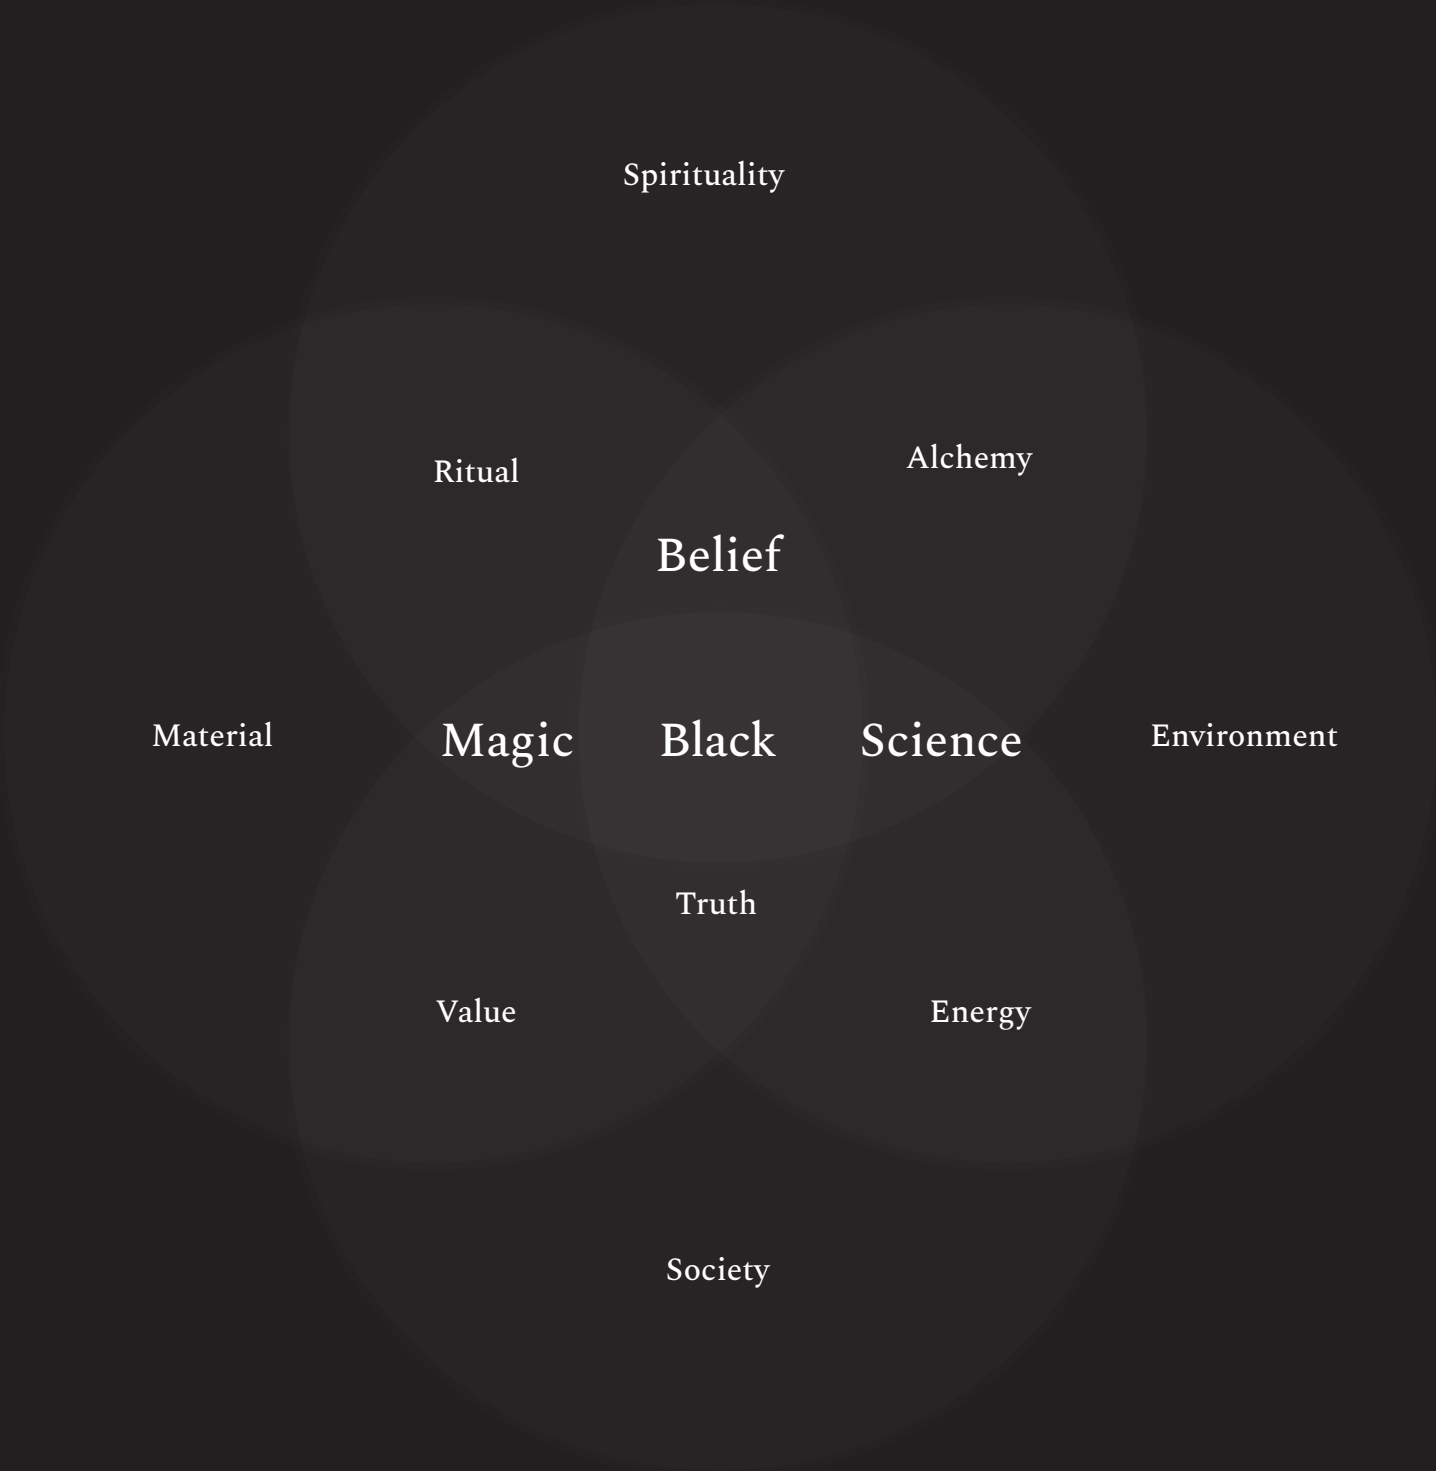 Spirituality
Ritual
Alchemy
Belief
Material
Magic
Black
Science
Environment
Truth
Value
Energy
Society